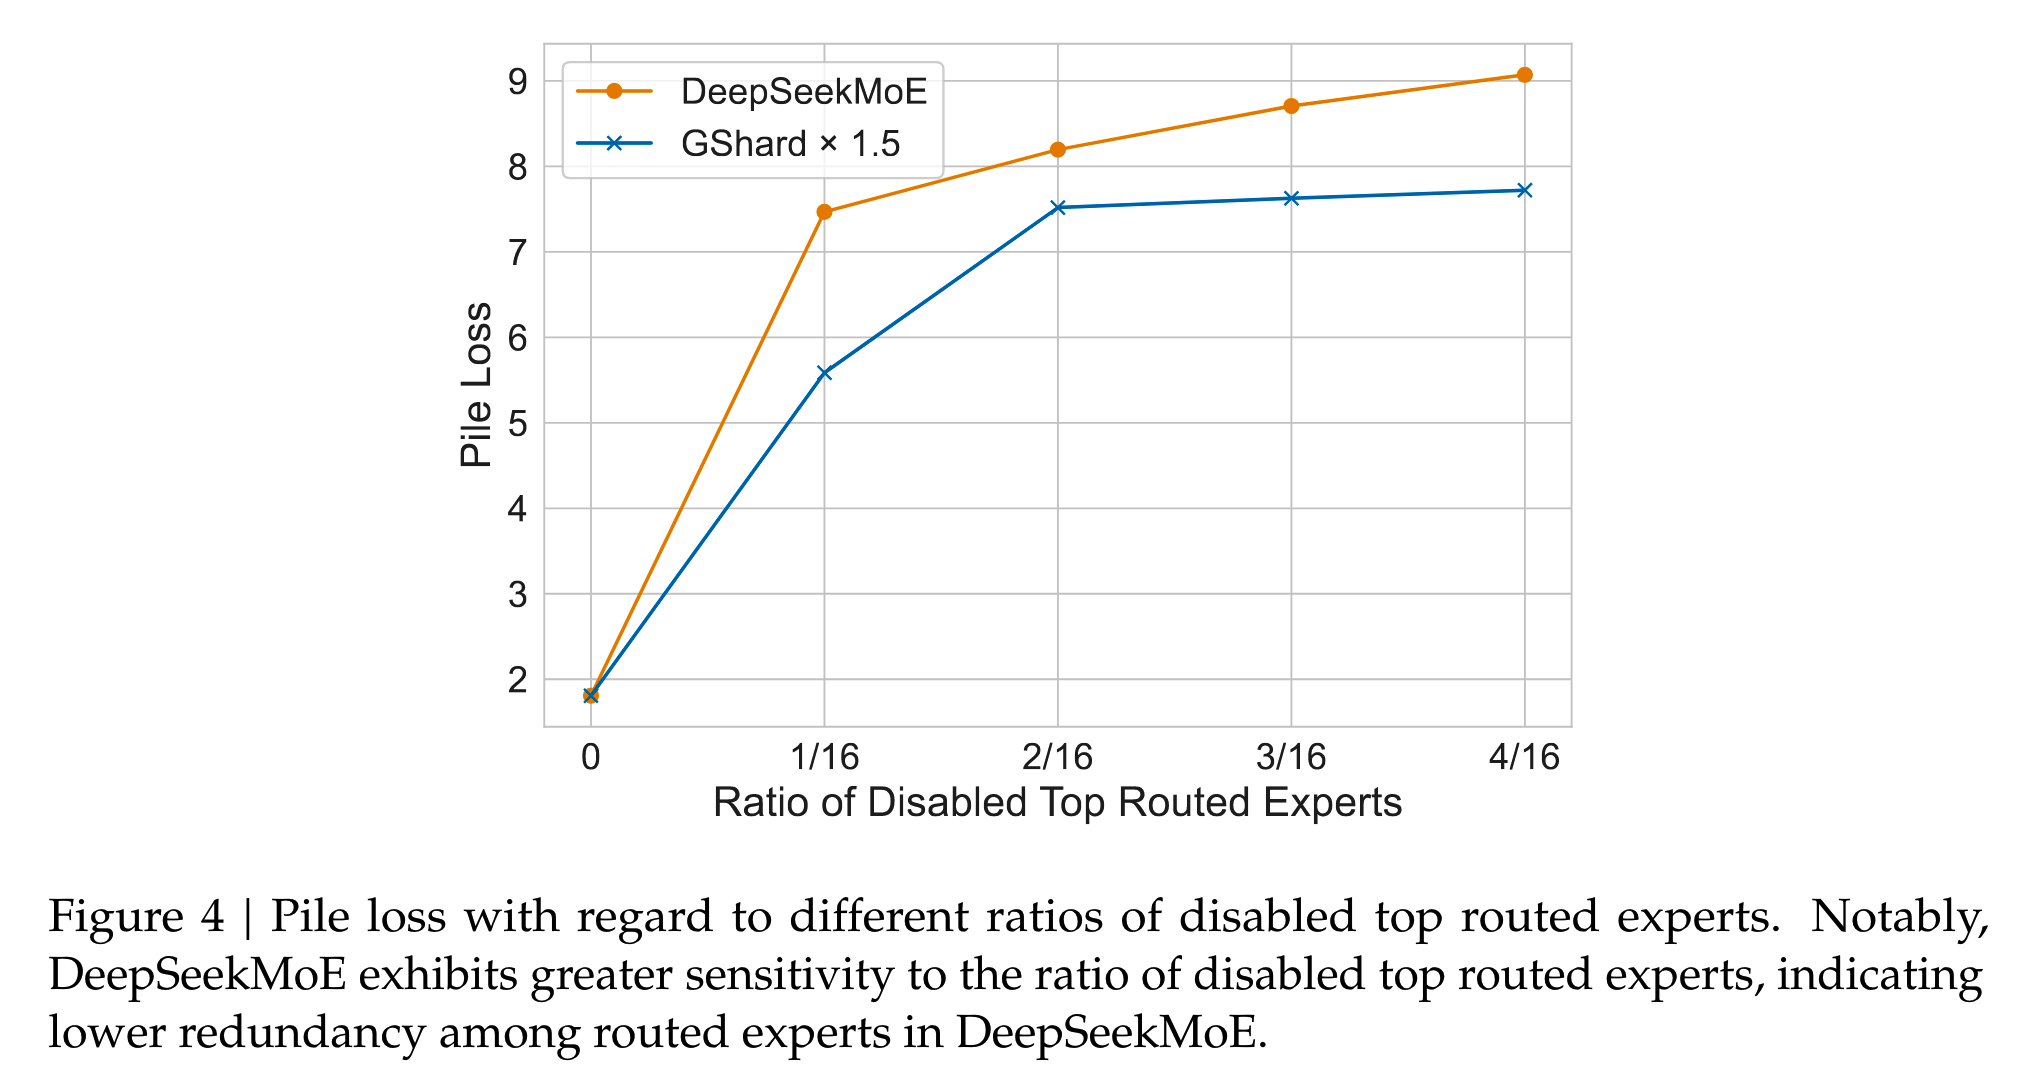 9
8
7
6
5
4
3
2
Pile Loss
DeepSeekMoE
GShard × 1.5
0 1/16 2/16 3/16 4/16
Ratio of Disabled Top Routed Experts
Figure 4 | Pile loss with regard to different ratios of disabled top routed experts. Notably,
DeepSeekMoE exhibits greater sensitivity to the ratio of disabled top routed experts, indicating
lower redundancy among routed experts in DeepSeekMoE.